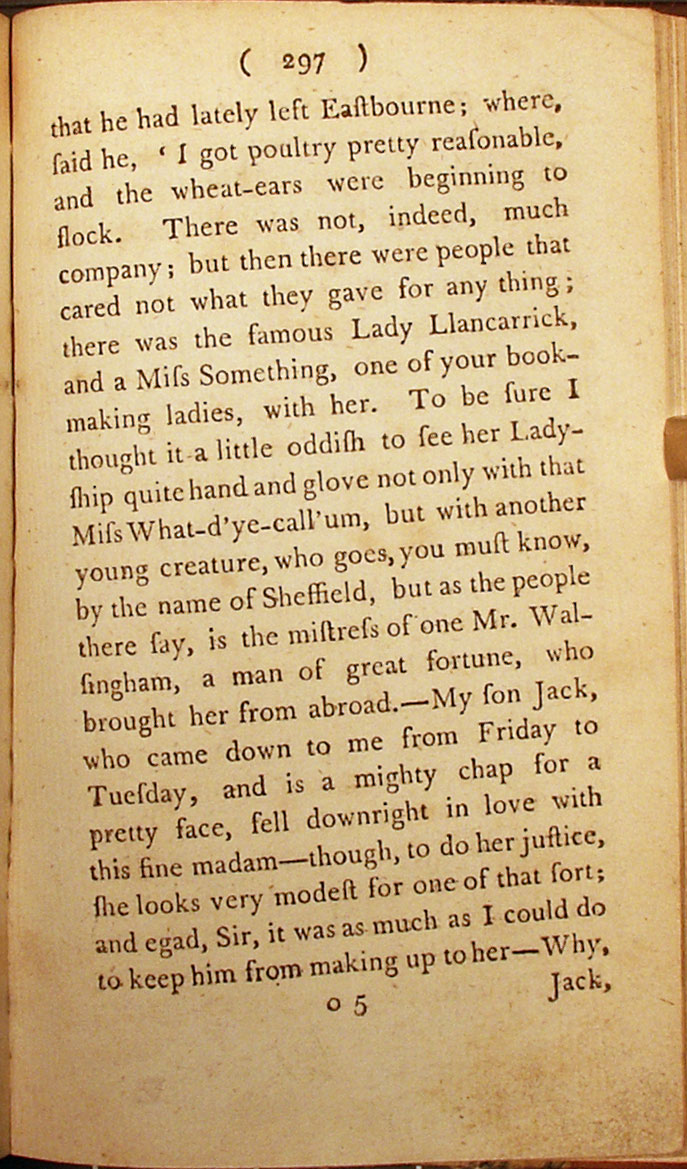 ( 297 )
that he had lately left Eaſtbourne; where,
ſaid he, ‘ I got poultry pretty reaſonable,
and the wheat-ears were beginning to
flock. There was not, indeed, much
company; but then there were people that
cared not what they gave for any thing;
there was the famous Lady Llancarrick,
and a Miſs Something, one of your book-
making ladies, with her. To be ſure I
thought it a little oddiſh to ſee her Lady-
ſhip quite hand and glove not only with that
Miſs What-d'ye-call'um, but with another
young creature, who goes, you muſt know,
by the name of Sheffield, but as the people
there ſay, is the miſtreſs of one Mr. Wal-
ſingham, a man of great fortune, who
brought her from abroad.—My ſon Jack,
who came down to me from Friday to
Tueſday, and is a mighty chap for a
pretty face, fell downright in love with
this fine madam—though, to do her juſtice,
ſhe looks very modeſt for one of that ſort;
and egad, Sir, it was as much as I could do
to keep him from making up to her—Why,
o 5
Jack,